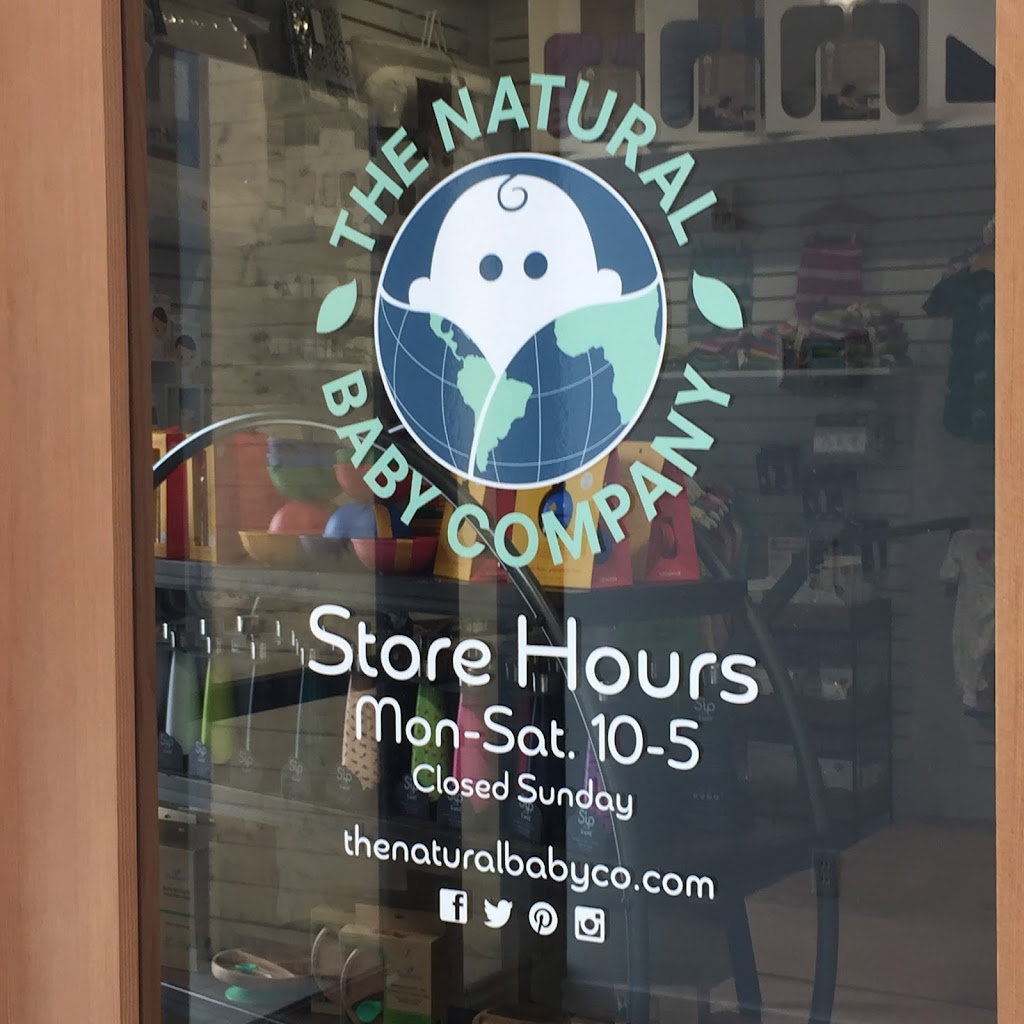 THE NATURAL
BABY COMPANY
Store Hours
Mon-Sat. 10-5
Closed Sunday
thenaturalbabyco.com